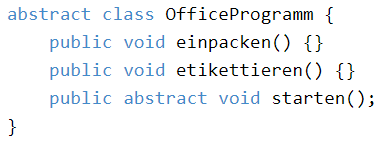 abstract class OfficeProgramm {
    public void einpacken() {}
    public void etikettieren() {}
    public abstract void starten();
}